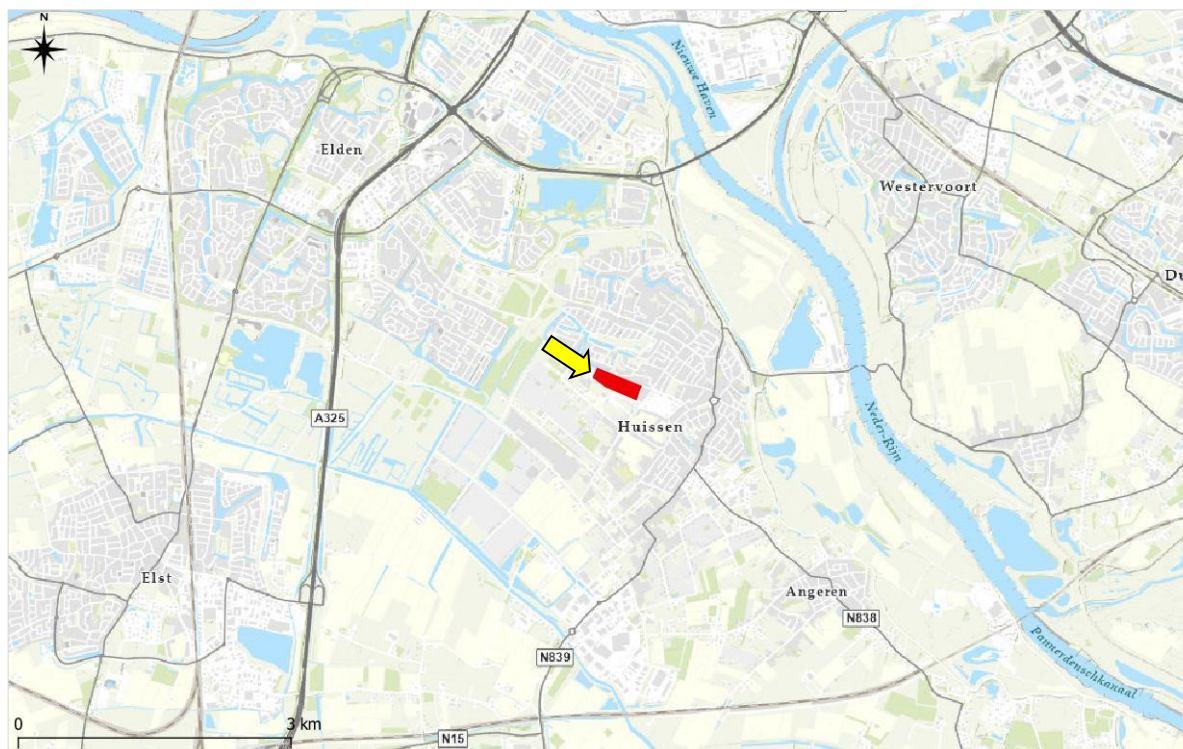 N
Nieuwe Haven
Elden
Westervoort
Du
A325
Huissen
Neder-Rijn
Elst
Angeren
N838
N839
Pannerdenschkanaal
0
3 km
N15